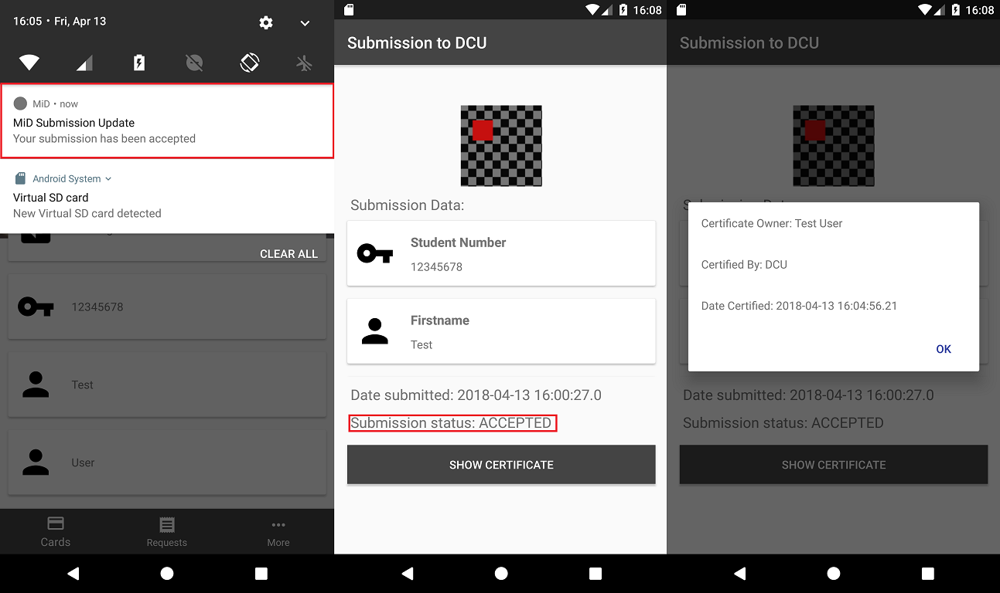 16:05 • Fri, Apr 13
MiD • now
MiD Submission Update
Your submission has been accepted
Android System
Virtual SD card
New Virtual SD card detected
CLEAR ALL
12345678
Test
User
Cards
Requests
More
16:08
Submission to DCU
Submission Data:
Student Number
12345678
Firstname
Test
Date submitted: 2018-04-13 16:00:27.0
Submission status: ACCEPTED
SHOW CERTIFICATE
16:08
Submission to DCU
Certificate Owner: Test User
Certified By: DCU
Date Certified: 2018-04-13 16:04:56.21
OK
Date submitted: 2018-04-13 16:00:27.0
Submission status: ACCEPTED
SHOW CERTIFICATE